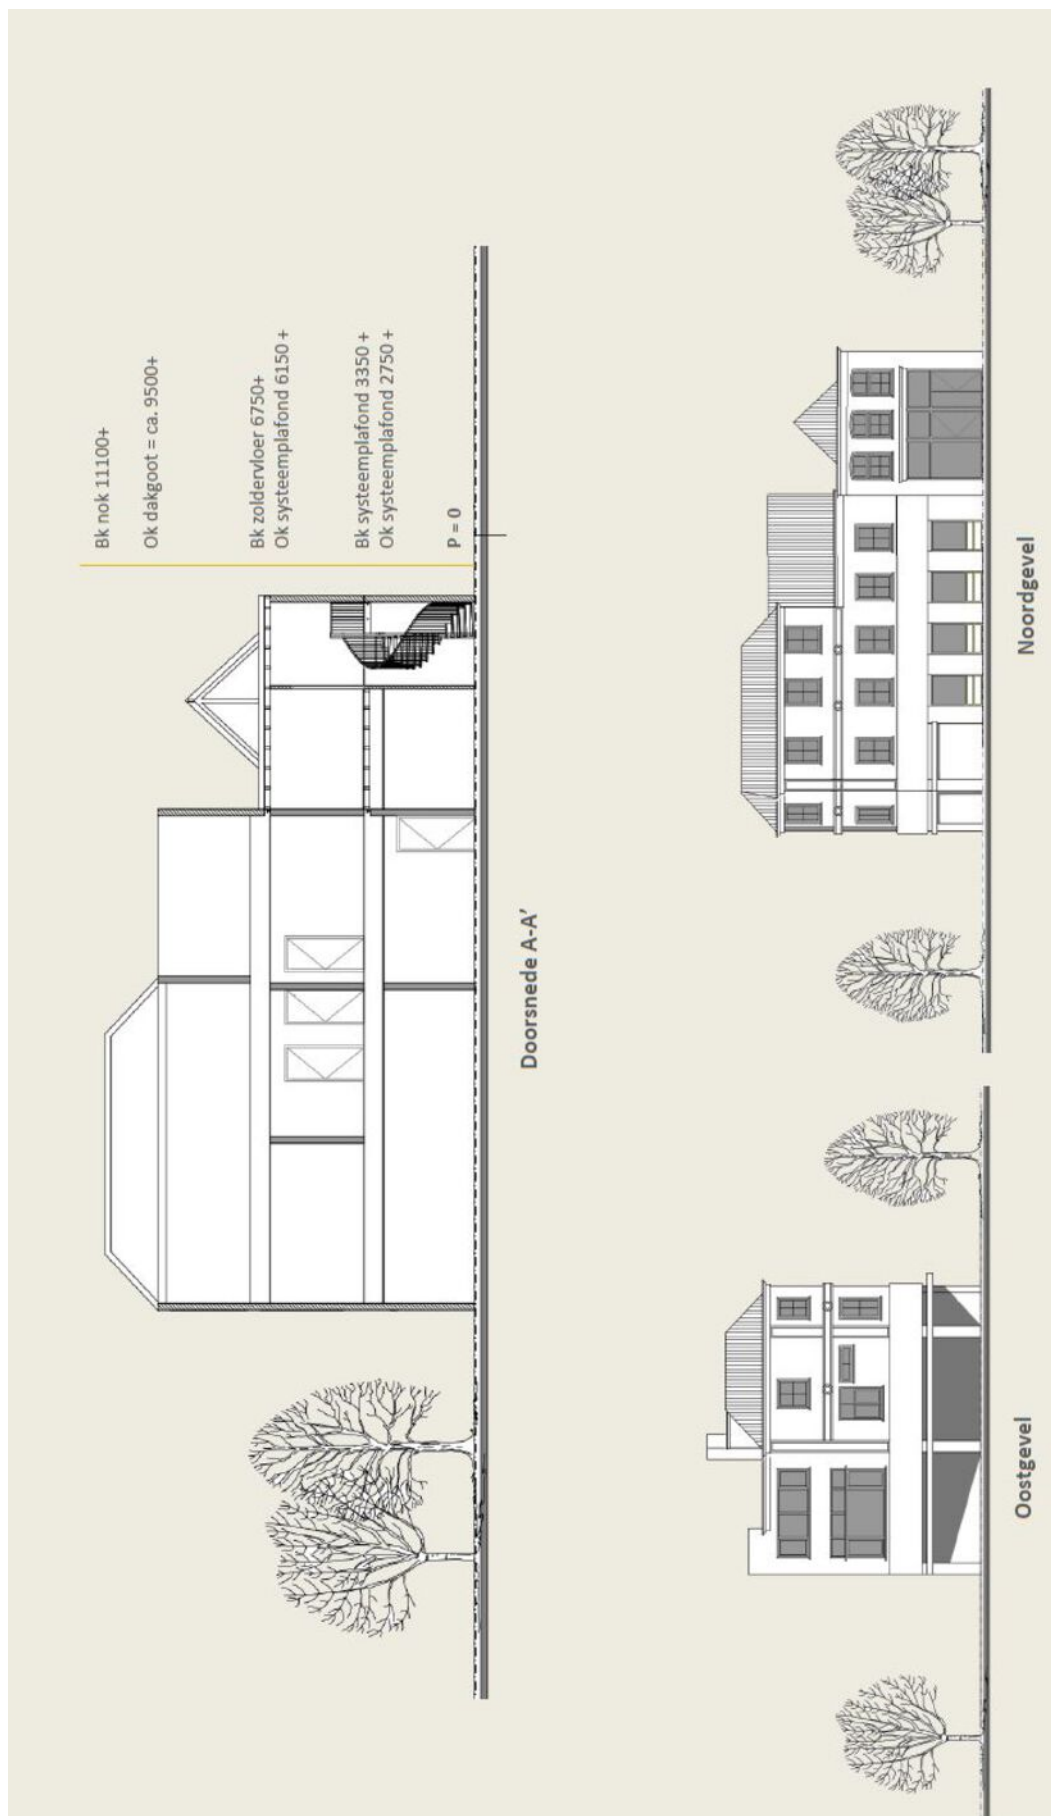 Bk nok 11100+
Ok dakgoot = ca. 9500+
Bk zoldervloer 6750+
Ok systeemplafond 6150 +
Bk systeemplafond 3350 +
Ok systeemplafond 2750 +
P = 0
Doorsnede A-A’
Oostgevel
Noordgevel